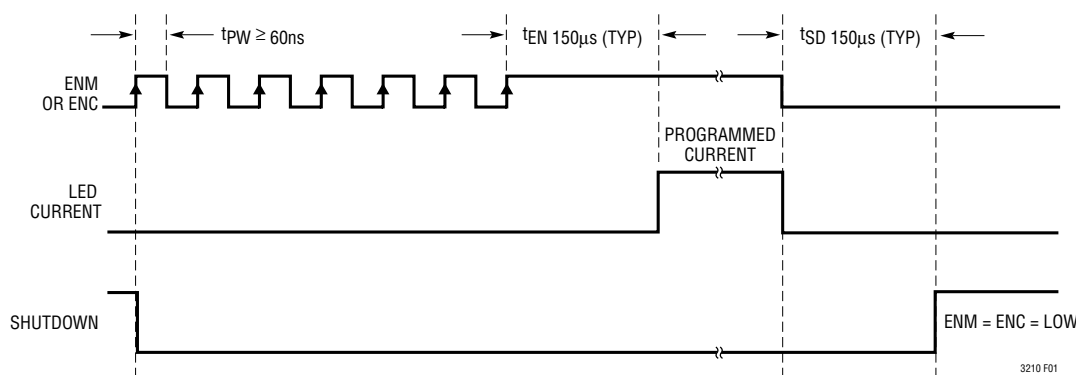 tPW ≥ 60ns
tEN 150µs (TYP)
tSD 150µs (TYP)
ENM
OR ENC
PROGRAMMED
CURRENT
LED
CURRENT
SHUTDOWN
ENM = ENC = LOW
3210 F01